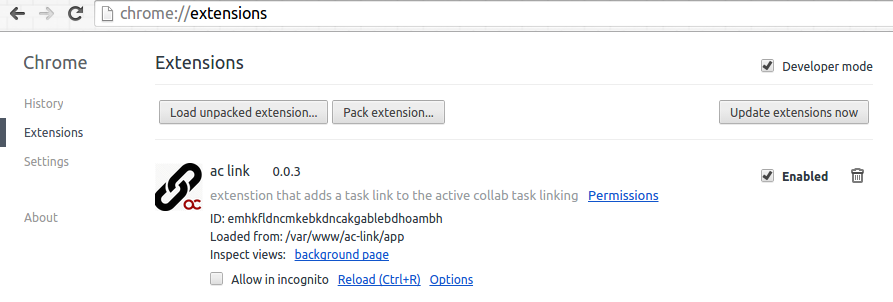 chrome://extensions
Chrome
Extensions
Developer mode
History
Extensions
Settings
About
Load unpacked extension...
Pack extension...
Update extensions now
ac link 0.0.3
Enabled
extenstion that adds a task link to the active collab task linking Permissions
ID: emhkfldncmkebkdncakgablebdhoambh
Loaded from: /var/www/ac-link/app
Inspect views: background page
Allow in incognito Reload (Ctrl+R) Options
ac